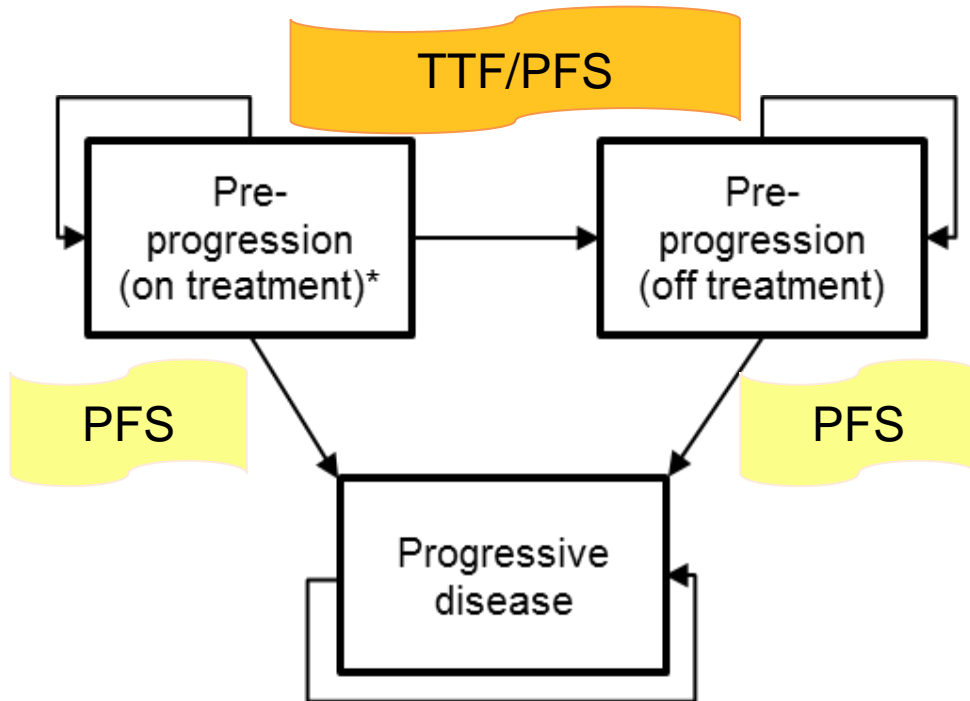 TTF/PFS
Pre-
progression
(on treatment)*
Pre-
progression
(off treatment)
PFS
PFS
Progressive
disease